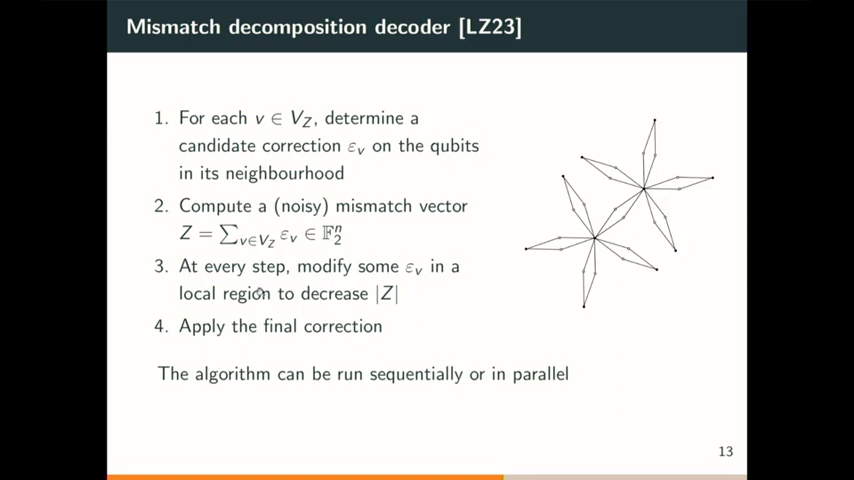 Mismatch decomposition decoder [LZ23]
1. For each v ∈ V_Z, determine a
candidate correction ε_v on the qubits
in its neighbourhood
2. Compute a (noisy) mismatch vector
Z = ∑_{v∈V_Z} ε_v ∈ 𝔽_2^n
3. At every step, modify some ε_v in a
local region to decrease |Z|
4. Apply the final correction
The algorithm can be run sequentially or in parallel
13